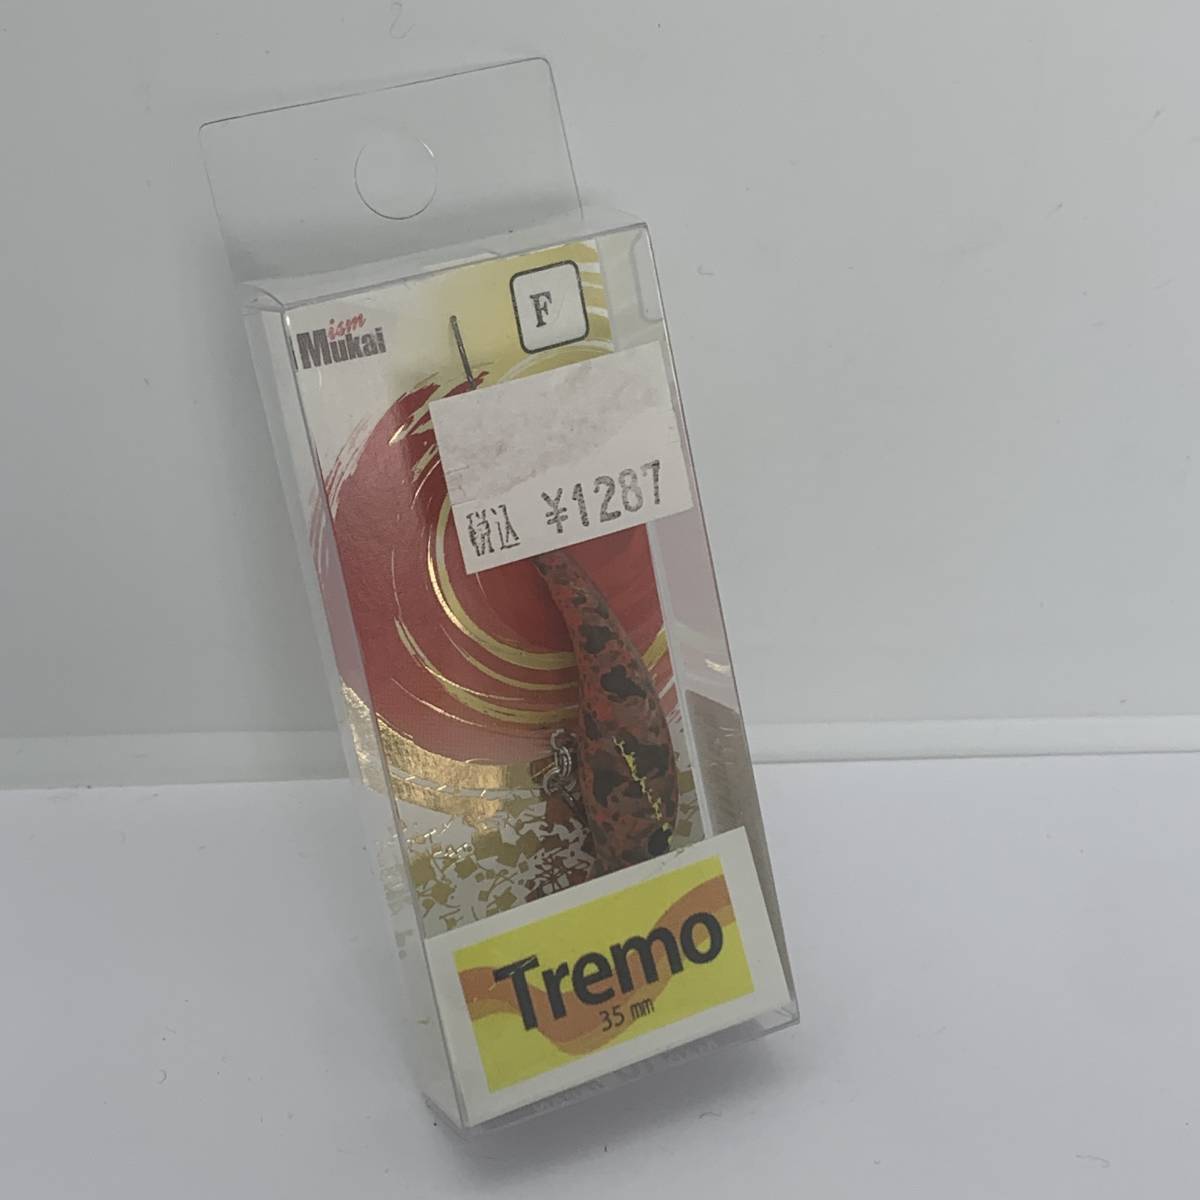 ism
Mukai
F
税込 ¥1287
Tremo
35 mm